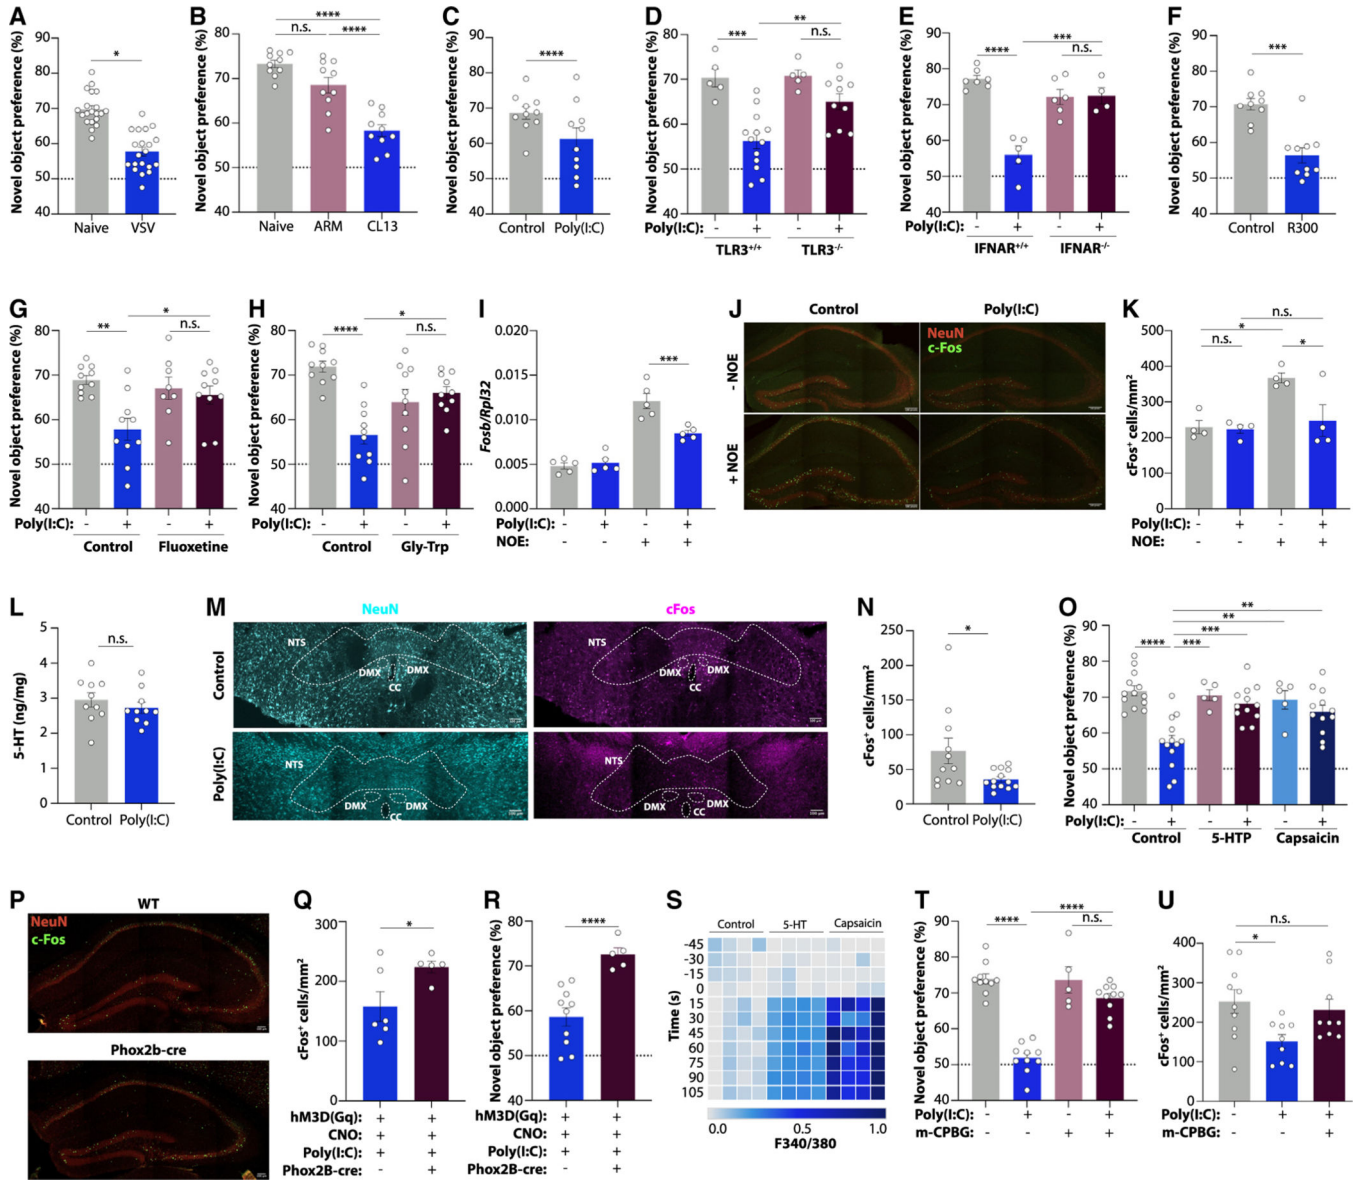 A
Novel object preference (%)
90
80
70
60
50
40
*
Naive VSV
B
Novel object preference (%)
80
70
60
50
40
****
n.s. ****
Naive ARM CL13
C
Novel object preference (%)
90
80
70
60
50
40
****
Control Poly(I:C)
D
Novel object preference (%)
80
70
60
50
40
**
*** n.s.
Poly(I:C): - + - +
TLR3+/+ TLR3-/-
E
Novel object preference (%)
90
80
70
60
50
40
***
**** n.s.
Poly(I:C): - + - +
IFNAR+/+ IFNAR-/-
F
Novel object preference (%)
90
80
70
60
50
40
***
Control R300
G
Novel object preference (%)
80
70
60
50
40
*
** n.s.
Poly(I:C): - + - +
Control Fluoxetine
H
Novel object preference (%)
80
70
60
50
40
*
**** n.s.
Poly(I:C): - + - +
Control Gly-Trp
I
Fosb/Rpl32
0.020
0.015
0.010
0.005
0.000
***
Poly(I:C): - + - +
NOE: - - + +
J
Control Poly(I:C)
NeuN
c-Fos
- NOE
+ NOE
K
cFos+ cells/mm2
500
400
300
200
100
0
n.s.
*
n.s. *
Poly(I:C): - + - +
NOE: - - + +
L
5-HT (ng/mg)
5
4
3
2
1
0
n.s.
Control Poly(I:C)
M
NeuN cFos
Control
NTS DMX DMX CC
NTS DMX DMX CC
Poly(I:C)
NTS DMX DMX CC
NTS DMX DMX CC
N
cFos+ cells/mm2
250
200
150
100
50
0
*
Control Poly(I:C)
O
Novel object preference (%)
90
80
70
60
50
40
**
**
***
**** ***
Poly(I:C): - + - + - +
Control 5-HTP Capsaicin
P
WT
NeuN
c-Fos
Phox2b-cre
Q
cFos+ cells/mm2
300
200
100
0
*
hM3D(Gq): + +
CNO: + +
Poly(I:C): + +
Phox2B-cre: - +
R
Novel object preference (%)
80
70
60
50
40
****
hM3D(Gq): + +
CNO: + +
Poly(I:C): + +
Phox2B-cre: - +
S
Control 5-HT Capsaicin
Time (s)
-45
-30
-15
0
15
30
45
60
75
90
105
0.0 0.5 1.0
F340/380
T
Novel object preference (%)
90
80
70
60
50
40
****
**** n.s.
Poly(I:C): - + - +
m-CPBG: - - + +
U
cFos+ cells/mm2
400
300
200
100
0
n.s.
*
Poly(I:C): - + +
m-CPBG: - - +